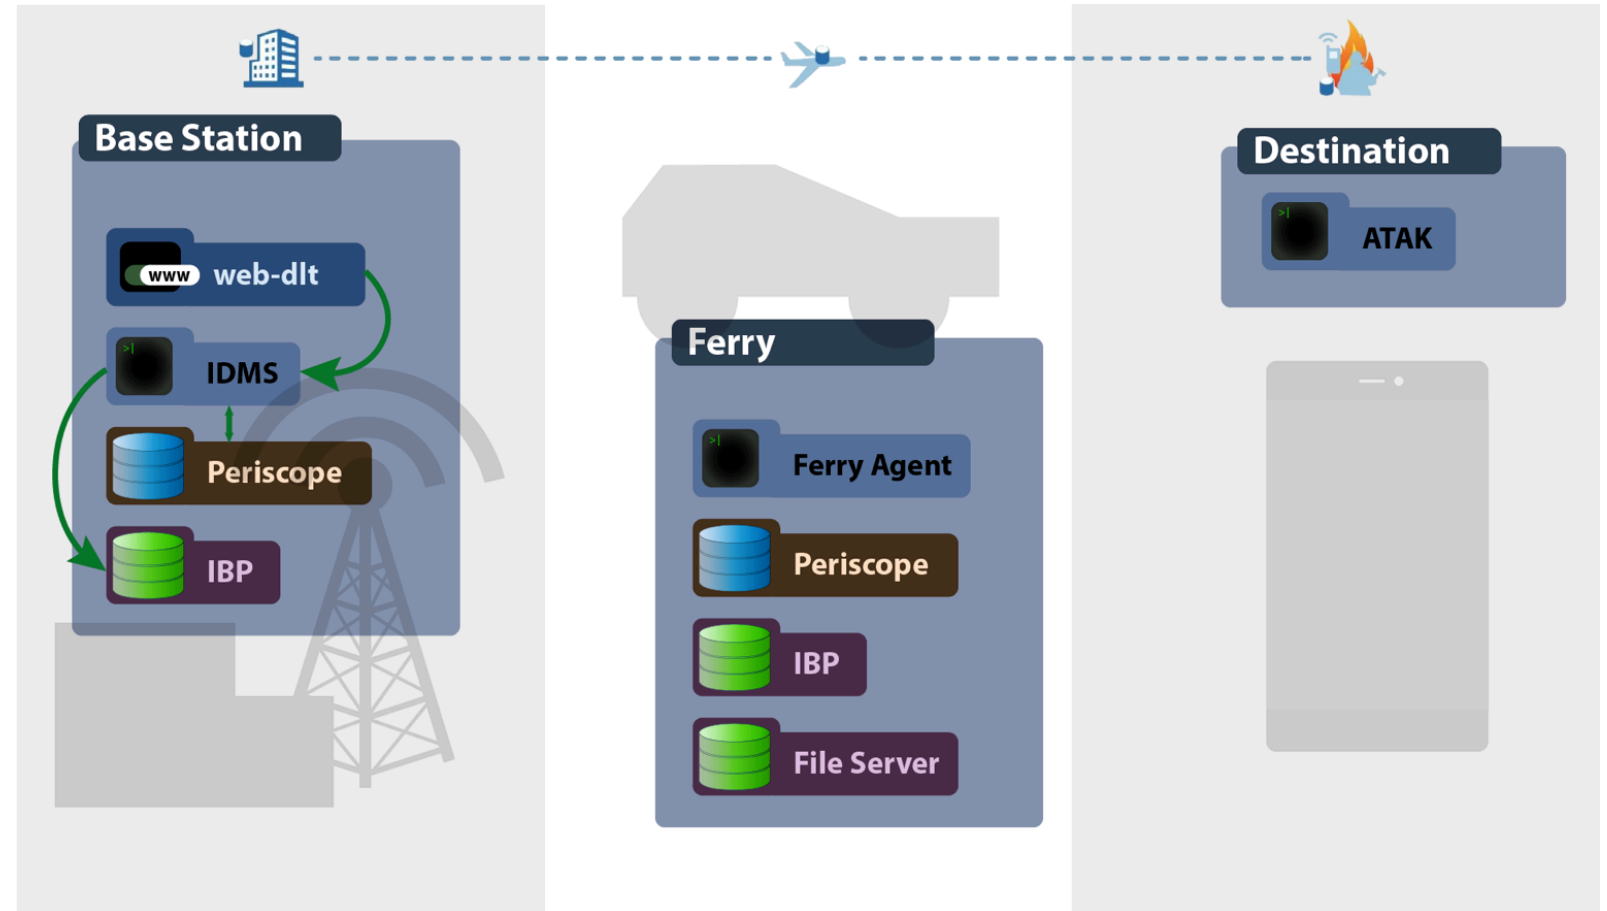 Base Station
www web-dlt
>| IDMS
Periscope
IBP
Ferry
>| Ferry Agent
Periscope
IBP
File Server
Destination
>| ATAK